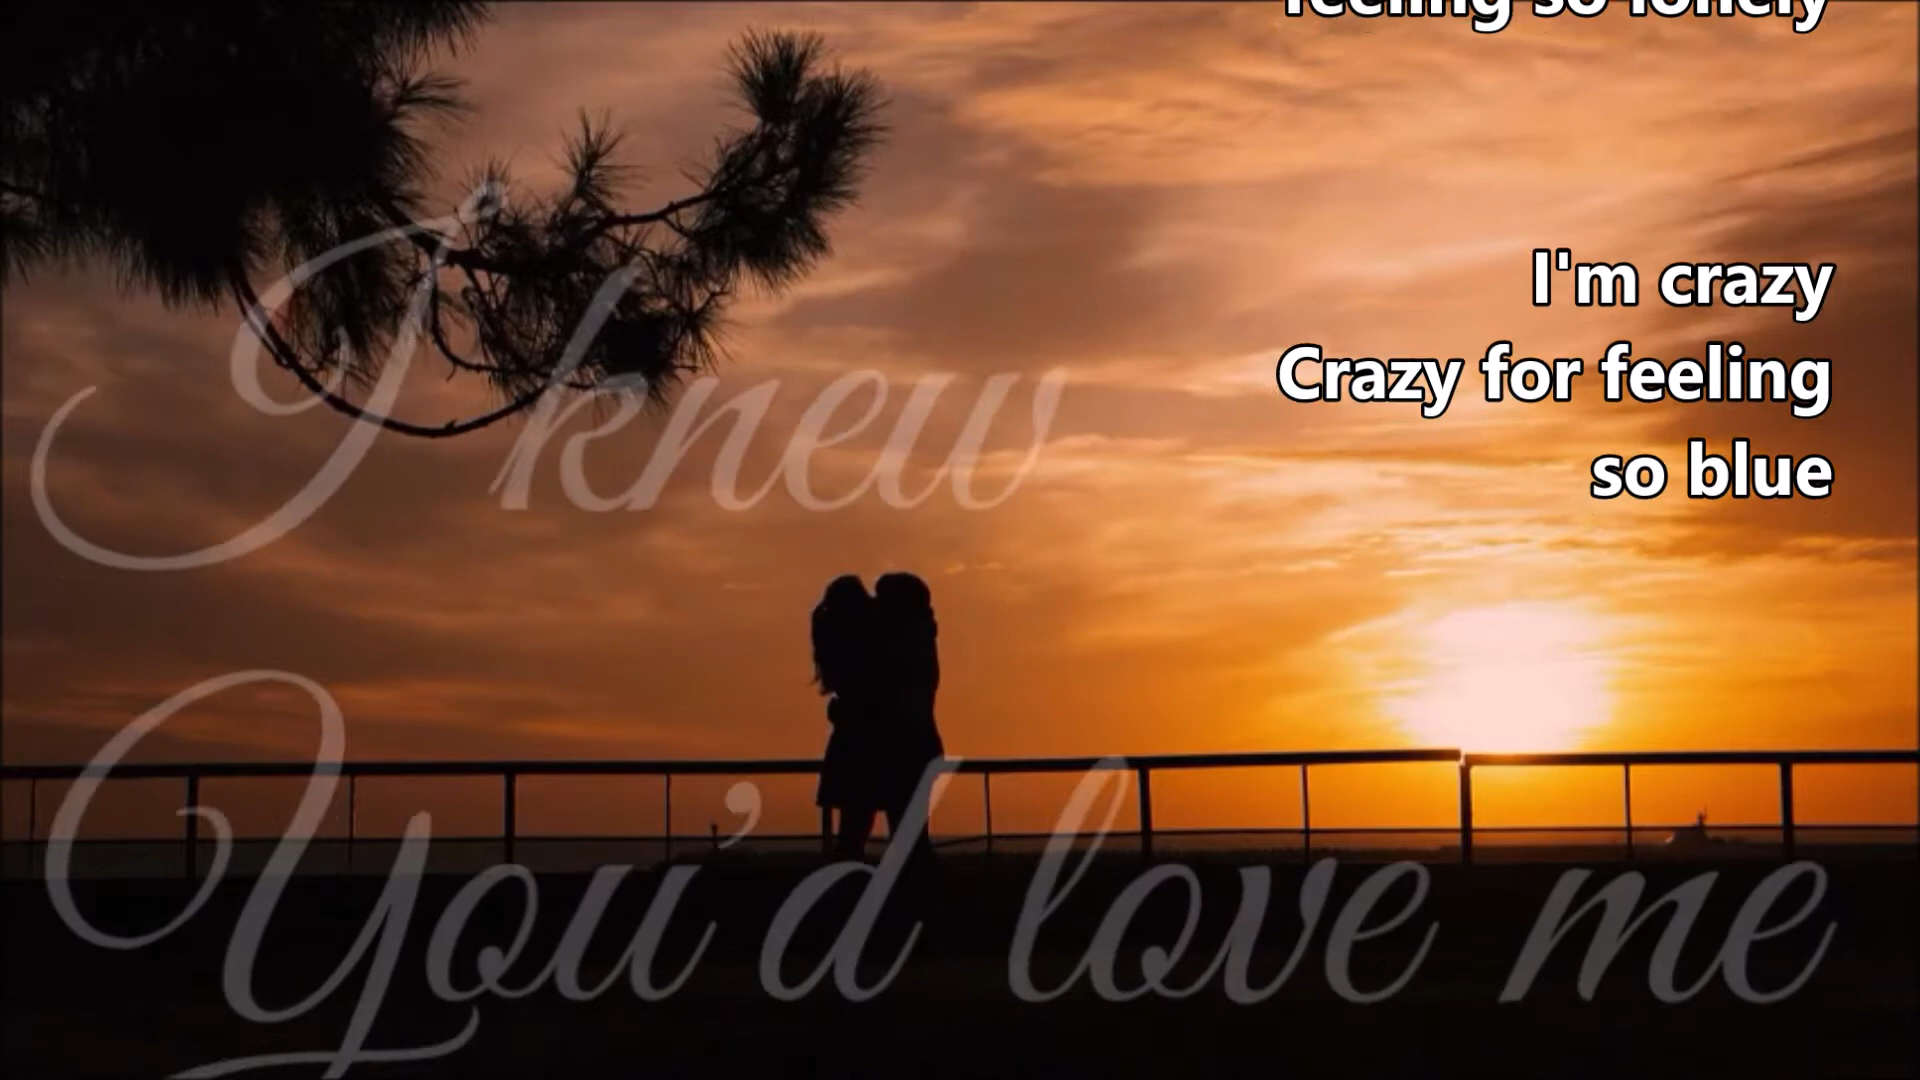 feeling so lonely
I'm crazy
Crazy for feeling
so blue
I knew
You'd love me